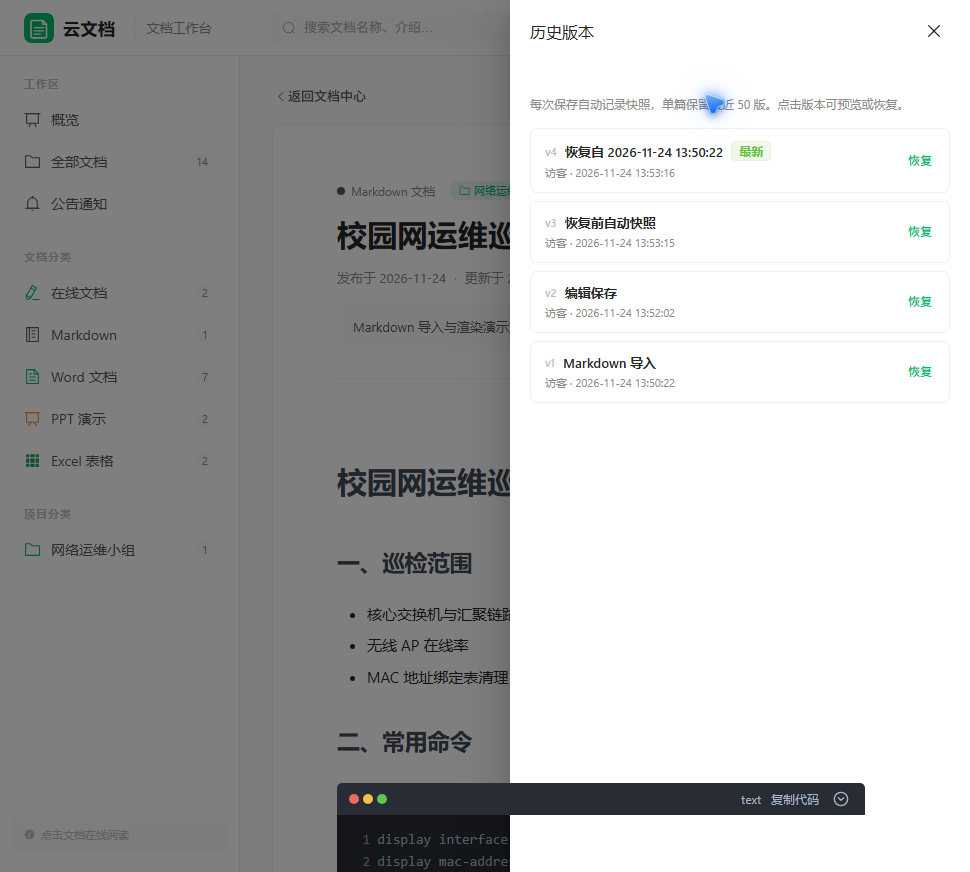 云文档
文档工作台
搜索文档名称、介绍...
工作区
概览
全部文档 14
公告通知
文档分类
在线文档 2
Markdown 1
Word 文档 7
PPT 演示 2
Excel 表格 2
项目分类
网络运维小组 1
点击文档在线阅读
返回文档中心
Markdown 文档 网络运
校园网运维巡
发布于 2026-11-24 · 更新于
Markdown 导入与渲染演示
校园网运维巡
一、巡检范围
核心交换机与汇聚链路
无线 AP 在线率
MAC 地址绑定表清理
二、常用命令
text 复制代码
1 display interface
2 display mac-addre
历史版本
每次保存自动记录快照，单篇保留 近 50 版。点击版本可预览或恢复。
v4 恢复自 2026-11-24 13:50:22 最新
访客 · 2026-11-24 13:53:16
恢复
v3 恢复前自动快照
访客 · 2026-11-24 13:53:15
恢复
v2 编辑保存
访客 · 2026-11-24 13:52:02
恢复
v1 Markdown 导入
访客 · 2026-11-24 13:50:22
恢复